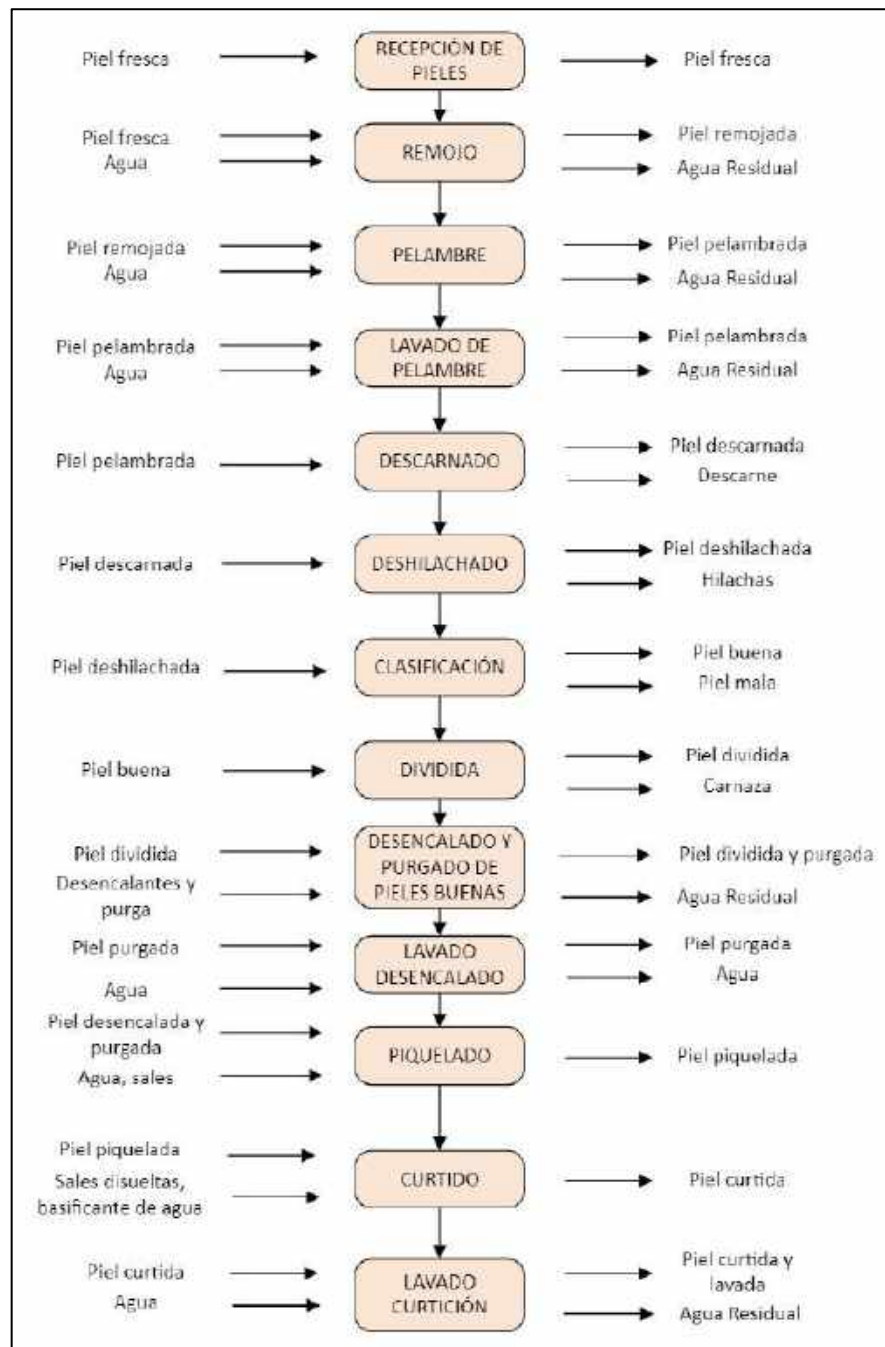 Piel fresca
RECEPCIÓN DE
PIELES
Piel fresca
Piel fresca
Agua
REMOJO
Piel remojada
Agua Residual
Piel remojada
Agua
PELAMBRE
Piel pelambrada
Agua Residual
Piel pelambrada
Agua
LAVADO DE
PELAMBRE
Piel pelambrada
Agua Residual
Piel pelambrada
DESCARNADO
Piel descarnada
Descarne
Piel descarnada
DESHILACHADO
Piel deshilachada
Hilachas
Piel deshilachada
CLASIFICACIÓN
Piel buena
Piel mala
Piel buena
DIVIDIDA
Piel dividida
Carnaza
Piel dividida
Desencalantes y
purga
DESENCALADO Y
PURGADO DE
PIELES BUENAS
Piel dividida y purgada
Agua Residual
Piel purgada
Agua
LAVADO
DESENCALADO
Piel purgada
Agua
Piel desencalada y
purgada
Agua, sales
PIQUELADO
Piel piquelada
Piel piquelada
Sales disueltas,
basificante de agua
CURTIDO
Piel curtida
Piel curtida
Agua
LAVADO
CURTICIÓN
Piel curtida y
lavada
Agua Residual